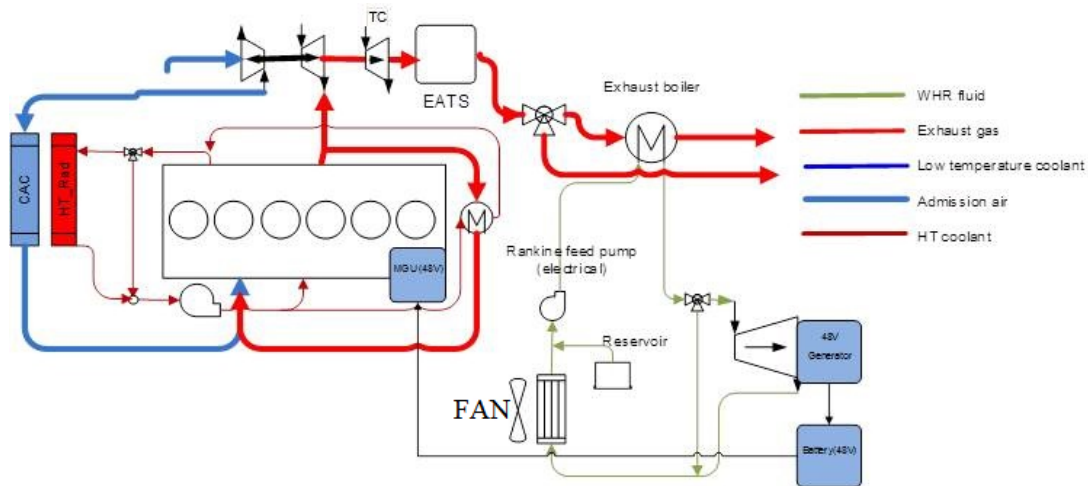 TC
EATS
Exhaust boiler
WHR fluid
Exhaust gas
Low temperature coolant
Admission air
HT coolant
CAC
HT_Rad
M
M
MGU(48V)
Rankine feed pump
(electrical)
Reservoir
48V
Generator
FAN
Battery(48V)